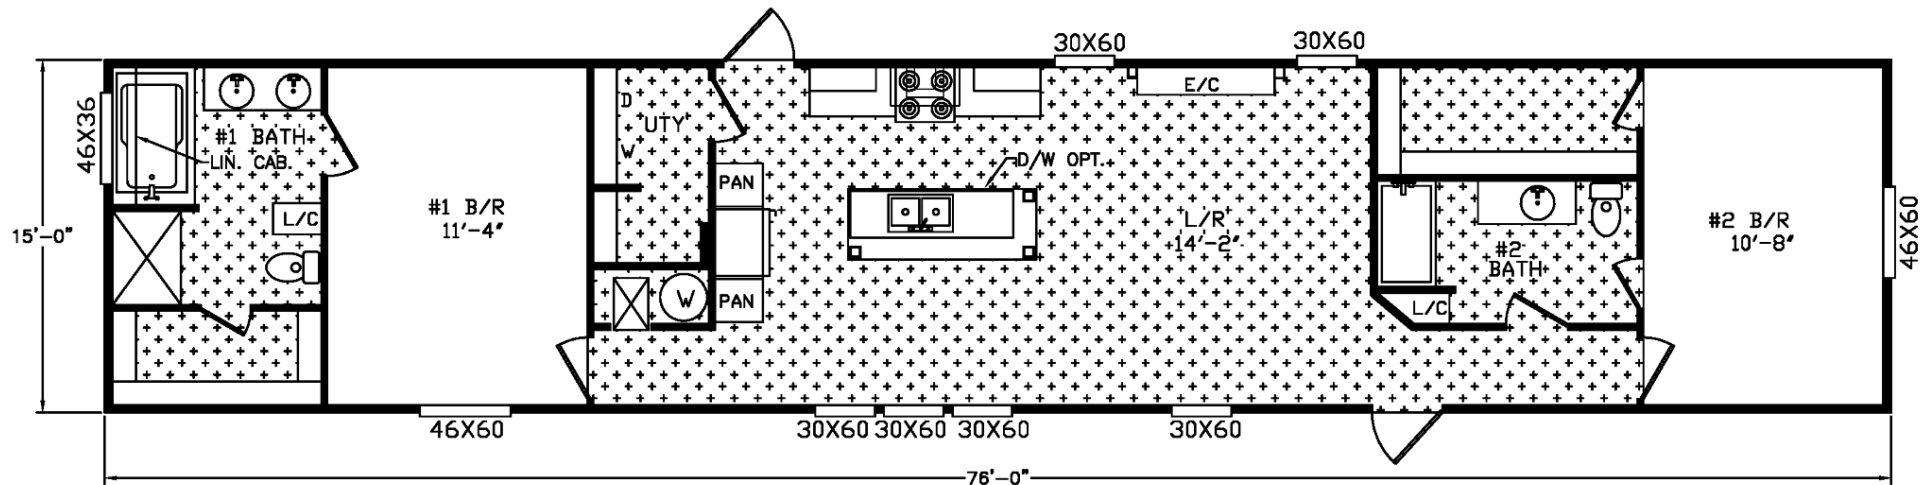 30X60
30X60
46X36
#1 BATH
LIN. CAB.
L/C
#1 B/R
11'-4"
D
W
UTY
PAN
PAN
W
D/W OPT.
E/C
L/R
14'-2"
#2
BATH
L/C
#2 B/R
10'-8"
46X60
15'-0"
46X60
30X60
30X60
30X60
30X60
76'-0"